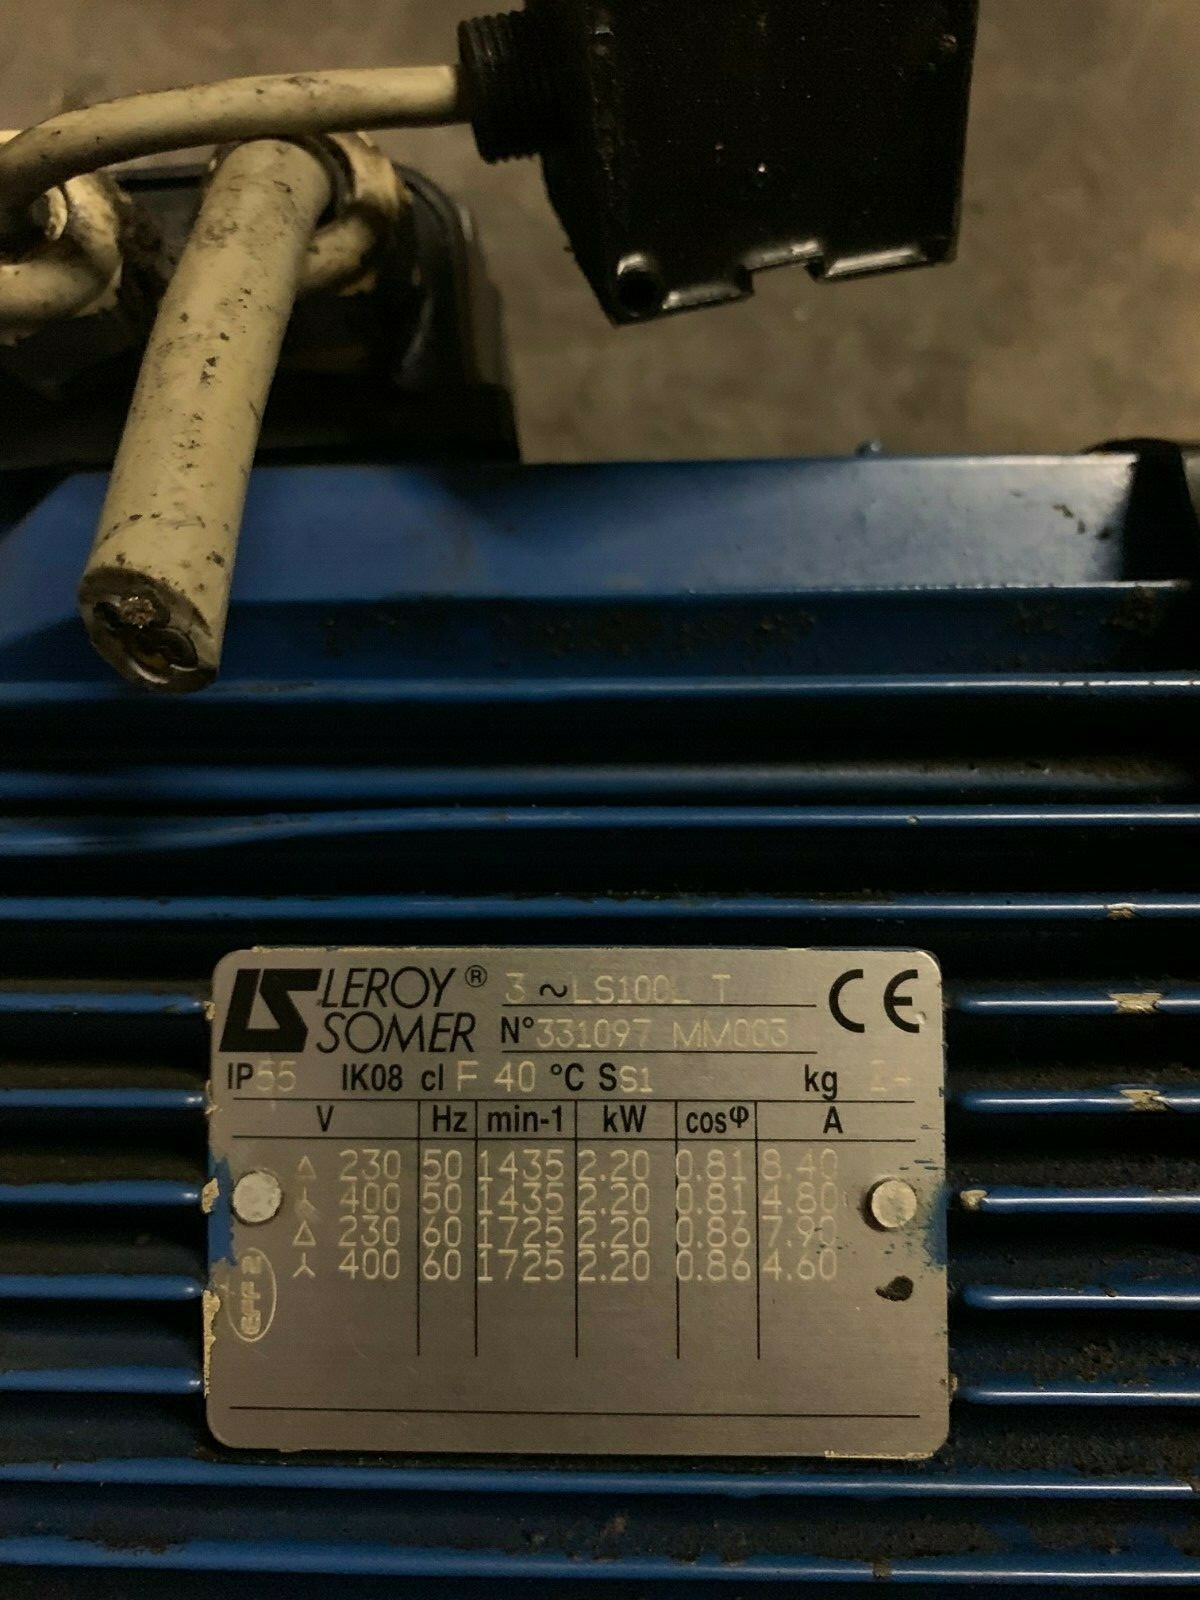 LEROY® 3 ~ LS100L T CE
SOMER N° 331097 MM003
IP55 IK08 cl F 40 °C S S1 kg
V Hz min-1 kW cosφ A
Δ 230 50 1435 2.20 0.81 8.40
⅄ 400 50 1435 2.20 0.81 4.80
Δ 230 60 1725 2.20 0.86 7.90
⅄ 400 60 1725 2.20 0.86 4.60
EFF 2